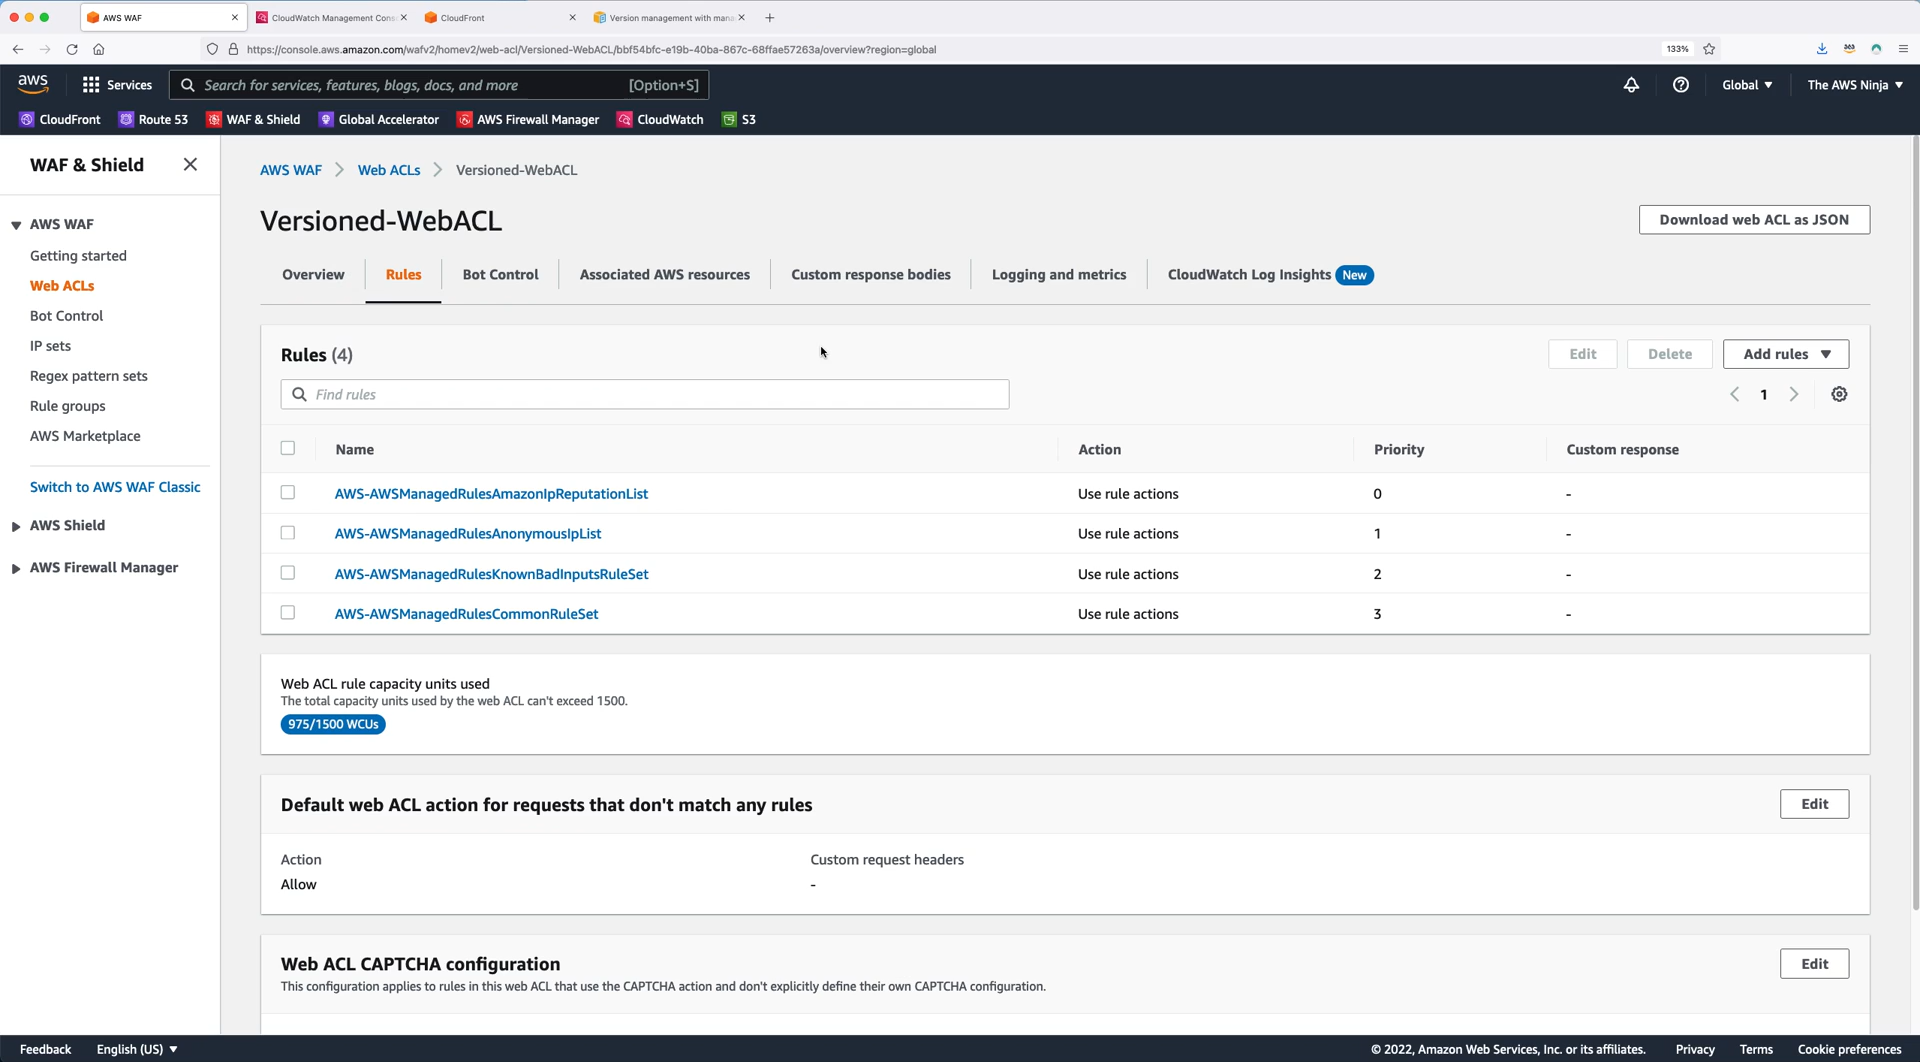 AWS WAF
CloudWatch Management Cons
CloudFront
Version management with mana
https://console.aws.amazon.com/wafv2/homev2/web-acl/Versioned-WebACL/bbf54bfc-e19b-40ba-867c-68ffae57263a/overview?region=global
133%
aws
Services
Search for services, features, blogs, docs, and more
[Option+S]
Global
The AWS Ninja
CloudFront
Route 53
WAF & Shield
Global Accelerator
AWS Firewall Manager
CloudWatch
S3
WAF & Shield
AWS WAF
Getting started
Web ACLs
Bot Control
IP sets
Regex pattern sets
Rule groups
AWS Marketplace
Switch to AWS WAF Classic
AWS Shield
AWS Firewall Manager
AWS WAF > Web ACLs > Versioned-WebACL
Versioned-WebACL
Download web ACL as JSON
Overview
Rules
Bot Control
Associated AWS resources
Custom response bodies
Logging and metrics
CloudWatch Log Insights New
Rules (4)
Edit
Delete
Add rules
Find rules
1
Name Action Priority Custom response
AWS-AWSManagedRulesAmazonIpReputationList Use rule actions 0 -
AWS-AWSManagedRulesAnonymousIpList Use rule actions 1 -
AWS-AWSManagedRulesKnownBadInputsRuleSet Use rule actions 2 -
AWS-AWSManagedRulesCommonRuleSet Use rule actions 3 -
Web ACL rule capacity units used
The total capacity units used by the web ACL can't exceed 1500.
975/1500 WCUs
Default web ACL action for requests that don't match any rules
Edit
Action Custom request headers
Allow -
Web ACL CAPTCHA configuration
Edit
This configuration applies to rules in this web ACL that use the CAPTCHA action and don't explicitly define their own CAPTCHA configuration.
Feedback
English (US)
© 2022, Amazon Web Services, Inc. or its affiliates.
Privacy
Terms
Cookie preferences